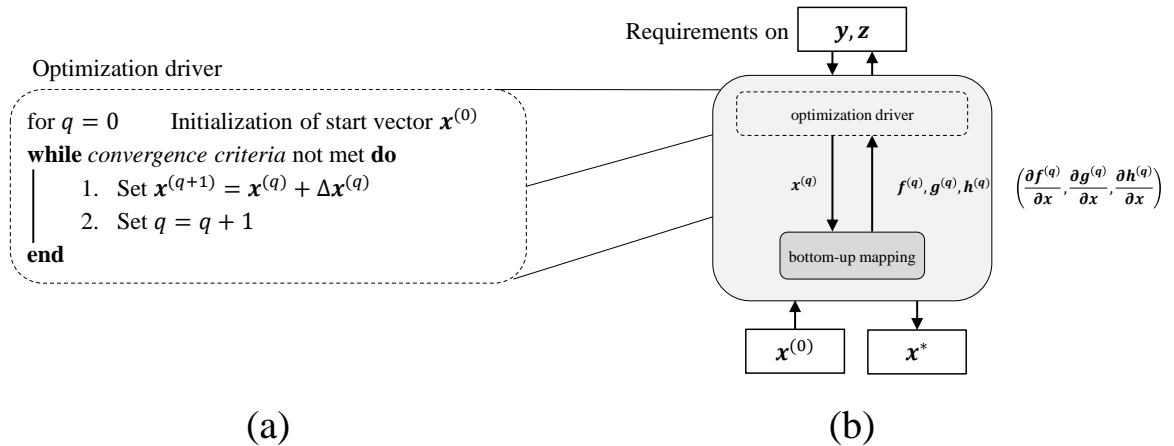 Optimization driver
for 𝑞 = 0 Initialization of start vector 𝒙⁽⁰⁾
while convergence criteria not met do
1. Set 𝒙⁽𝑞⁺¹⁾ = 𝒙⁽𝑞⁾ + Δ𝒙⁽𝑞⁾
2. Set 𝑞 = 𝑞 + 1
end
(a)
Requirements on 𝒚, 𝒛
optimization driver
𝒙⁽𝒒⁾
𝒇⁽𝒒⁾, 𝒈⁽𝒒⁾, 𝒉⁽𝒒⁾
(∂𝒇⁽𝒒⁾/∂𝒙, ∂𝒈⁽𝒒⁾/∂𝒙, ∂𝒉⁽𝒒⁾/∂𝒙)
bottom-up mapping
𝒙⁽⁰⁾
𝒙*
(b)